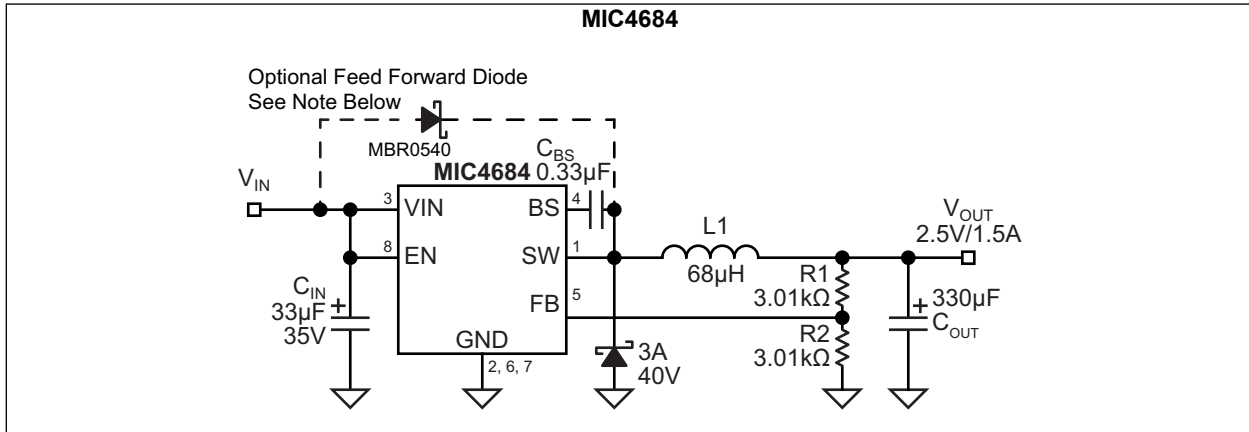 MIC4684
Optional Feed Forward Diode
See Note Below
MBR0540
C_BS
MIC4684 0.33µF
V_IN
3 VIN
BS 4
8 EN
SW 1
FB 5
GND
2, 6, 7
C_IN
33µF +
35V
L1
68µH
3A
40V
R1
3.01kΩ
R2
3.01kΩ
V_OUT
2.5V/1.5A
+ 330µF
C_OUT